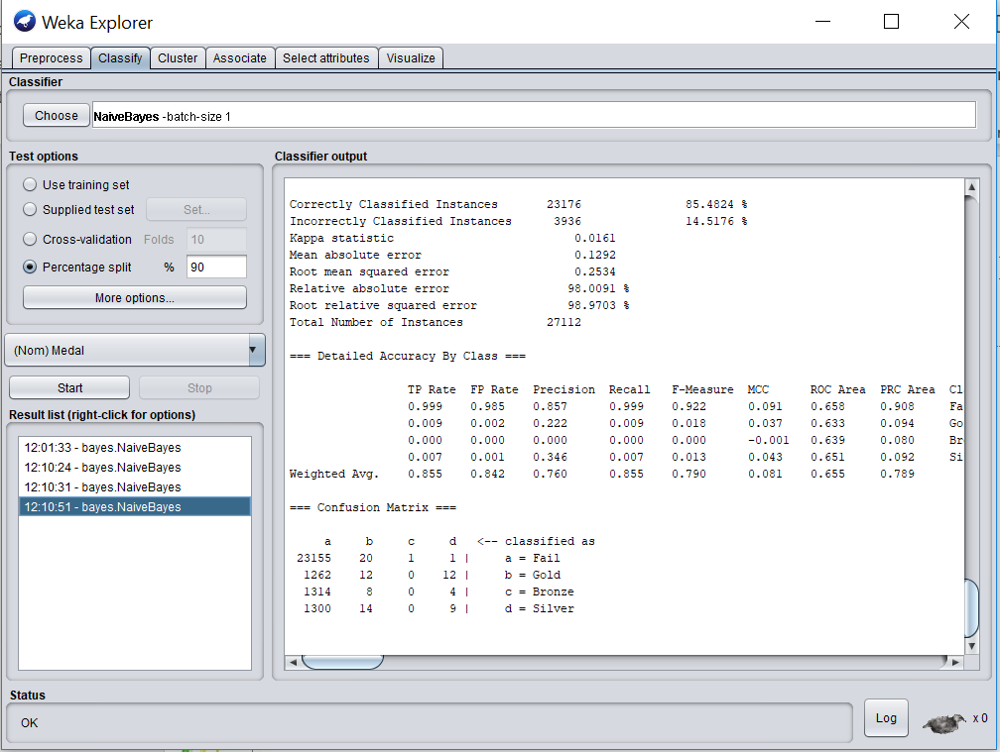 Weka Explorer
Preprocess Classify Cluster Associate Select attributes Visualize
Classifier
Choose NaiveBayes -batch-size 1
Test options
Use training set
Supplied test set Set...
Cross-validation Folds 10
Percentage split % 90
More options...
(Nom) Medal
Start Stop
Result list (right-click for options)
12:01:33 - bayes.NaiveBayes
12:10:24 - bayes.NaiveBayes
12:10:31 - bayes.NaiveBayes
12:10:51 - bayes.NaiveBayes
Classifier output
Correctly Classified Instances 23176 85.4824 %
Incorrectly Classified Instances 3936 14.5176 %
Kappa statistic 0.0161
Mean absolute error 0.1292
Root mean squared error 0.2534
Relative absolute error 98.0091 %
Root relative squared error 98.9703 %
Total Number of Instances 27112
=== Detailed Accuracy By Class ===
TP Rate FP Rate Precision Recall F-Measure MCC ROC Area PRC Area Cl
0.999 0.985 0.857 0.999 0.922 0.091 0.658 0.908 Fa
0.009 0.002 0.222 0.009 0.018 0.037 0.633 0.094 Go
0.000 0.000 0.000 0.000 0.000 -0.001 0.639 0.080 Br
0.007 0.001 0.346 0.007 0.013 0.043 0.651 0.092 Si
Weighted Avg. 0.855 0.842 0.760 0.855 0.790 0.081 0.655 0.789
=== Confusion Matrix ===
a b c d <-- classified as
23155 20 1 1 | a = Fail
1262 12 0 12 | b = Gold
1314 8 0 4 | c = Bronze
1300 14 0 9 | d = Silver
Status
OK
Log x 0